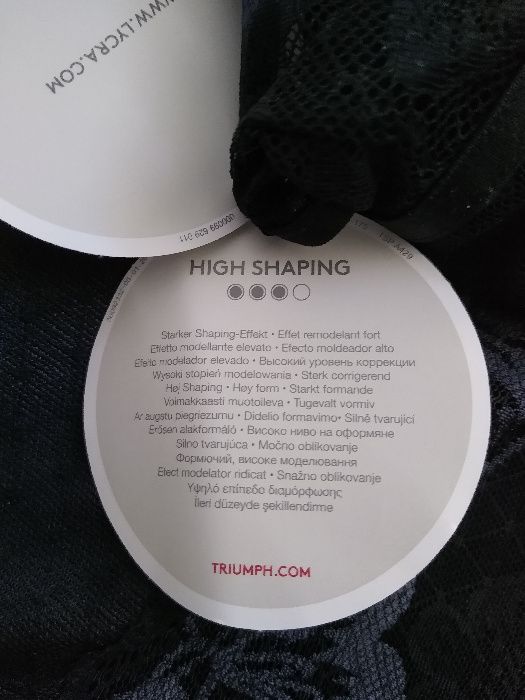 WWW.LYCRA.COM
000099 629 011
HIGH SHAPING
Starker Shaping-Effekt • Effet remodelant fort
Effetto modellante elevato • Efecto moldeador alto
Efeito modelador elevado • Высокий уровень коррекции
Wysoki stopień modelowania • Sterk corrigerend
Høj Shaping • Høy form • Starkt formande
Voimakkaasti muotoileva • Tugevalt vormiv
Ar augstu piegriezumu • Didelio formavimo• Silně tvarující
Erősen alakformáló • Високо ниво на оформяне
Silno tvarujúca • Močno oblikovanje
Формуючий, високе моделювання
Efect modelator ridicat • Snažno oblikovanje
Υψηλό επίπεδο διαμόρφωσης
İleri düzeyde şekillendirme
TRIUMPH.COM